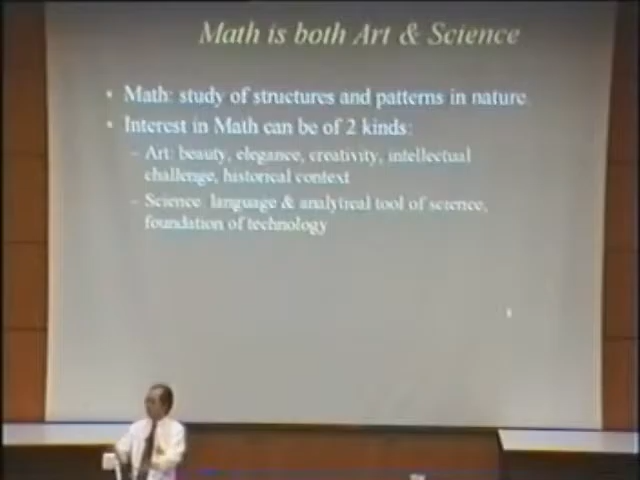 Math is both Art & Science
• Math: study of structures and patterns in nature.
• Interest in Math can be of 2 kinds:
– Art: beauty, elegance, creativity, intellectual
challenge, historical context
– Science: language & analytical tool of science,
foundation of technology